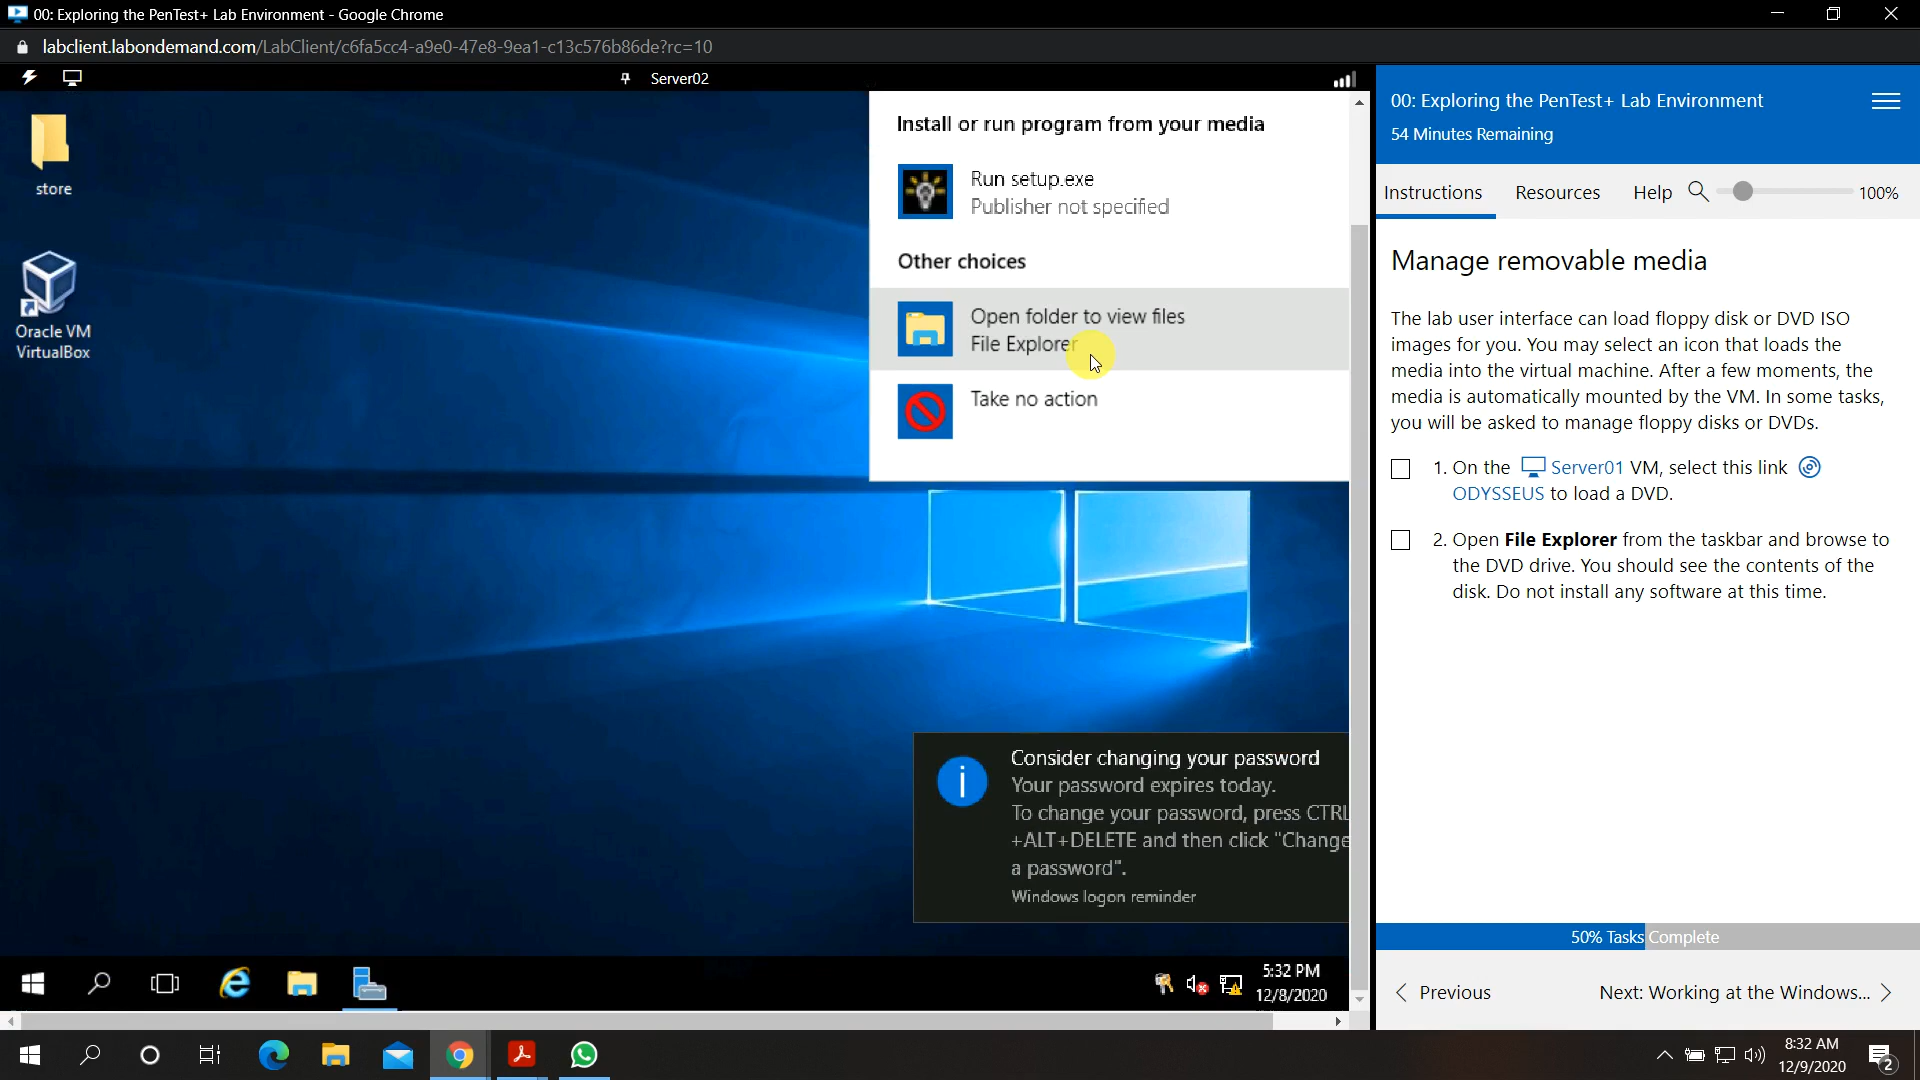 00: Exploring the PenTest+ Lab Environment - Google Chrome
labclient.labondemand.com/LabClient/c6fa5cc4-a9e0-47e8-9ea1-c13c576b86de?rc=10
Server02
store
Oracle VM
VirtualBox
Install or run program from your media
Run setup.exe
Publisher not specified
Other choices
Open folder to view files
File Explorer
Take no action
Consider changing your password
Your password expires today.
To change your password, press CTRL
+ALT+DELETE and then click "Change
a password".
Windows logon reminder
5:32 PM
12/8/2020
00: Exploring the PenTest+ Lab Environment
54 Minutes Remaining
Instructions Resources Help 100%
Manage removable media
The lab user interface can load floppy disk or DVD ISO
images for you. You may select an icon that loads the
media into the virtual machine. After a few moments, the
media is automatically mounted by the VM. In some tasks,
you will be asked to manage floppy disks or DVDs.
1. On the Server01 VM, select this link
ODYSSEUS to load a DVD.
2. Open File Explorer from the taskbar and browse to
the DVD drive. You should see the contents of the
disk. Do not install any software at this time.
50% Tasks Complete
Previous Next: Working at the Windows...
8:32 AM
12/9/2020
2